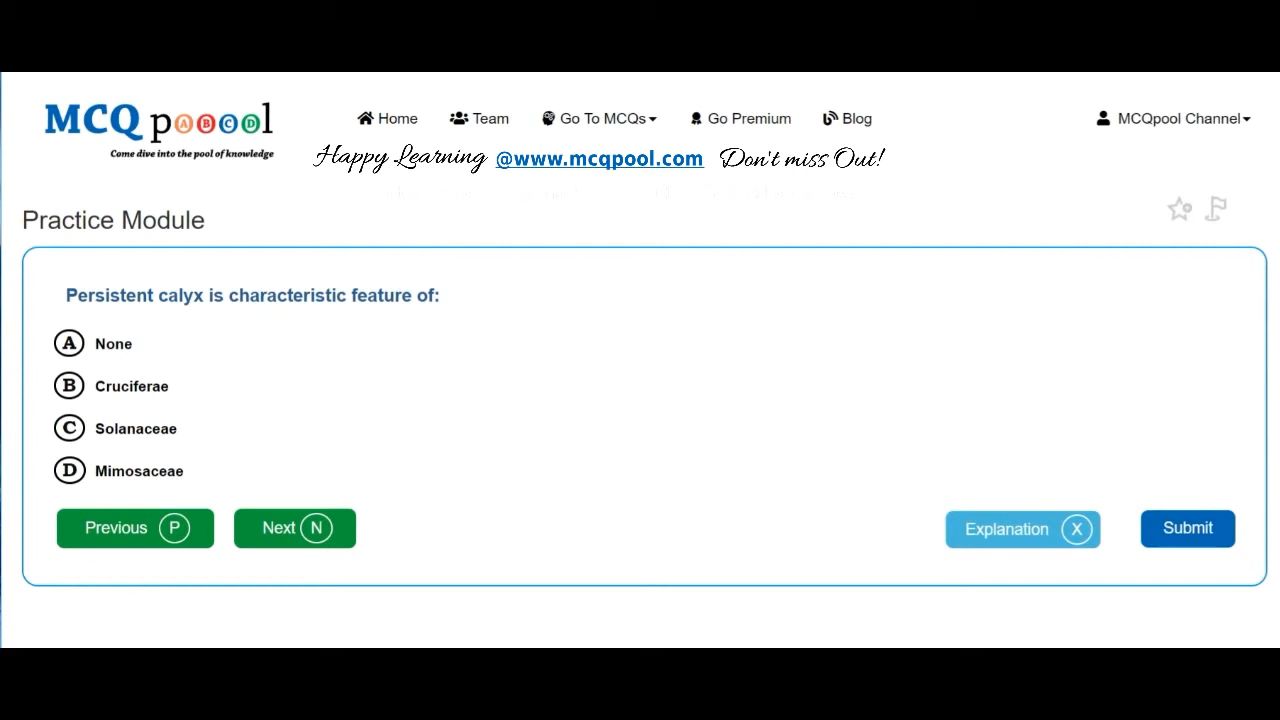 MCQ pooool
Come dive into the pool of knowledge
Home Team Go To MCQs Go Premium Blog MCQpool Channel
Happy Learning @www.mcqpool.com Don't miss Out!
Practice Module
Persistent calyx is characteristic feature of:
A None
B Cruciferae
C Solanaceae
D Mimosaceae
Previous P Next N Explanation X Submit